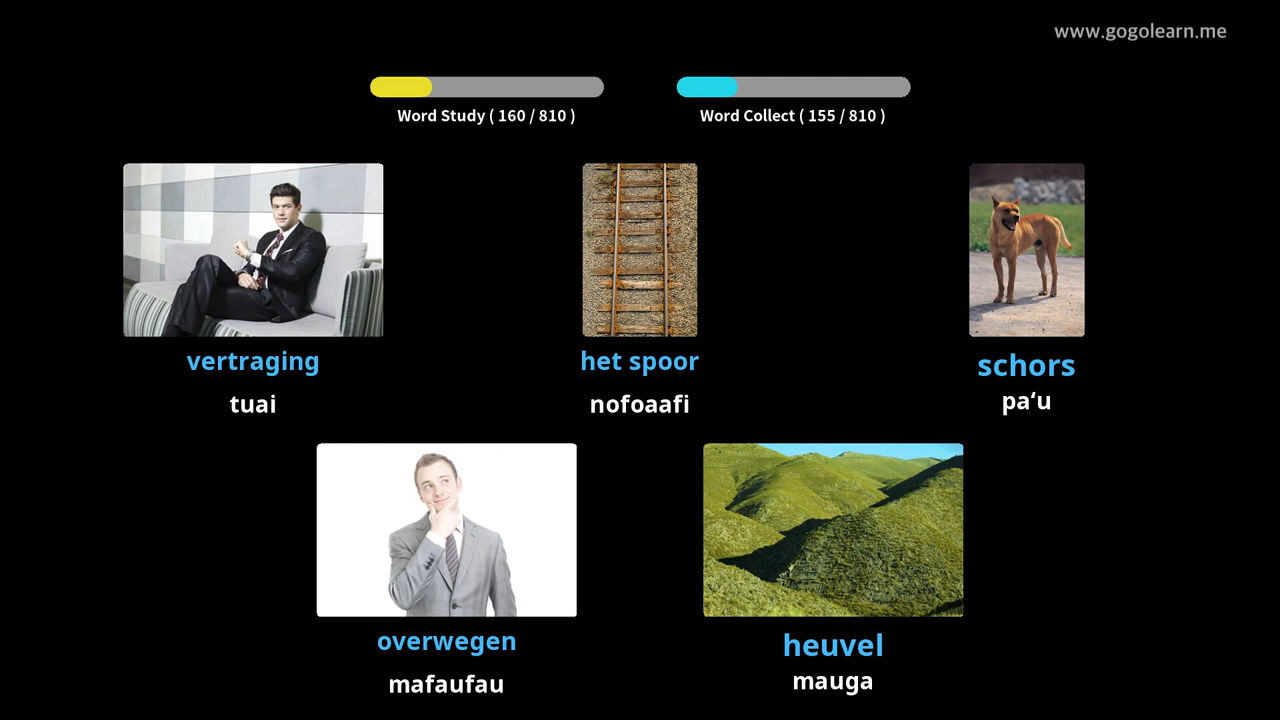 www.gogolearn.me
Word Study ( 160 / 810 )
Word Collect ( 155 / 810 )
vertraging
tuai
het spoor
nofoaafi
schors
pa‘u
overwegen
mafaufau
heuvel
mauga